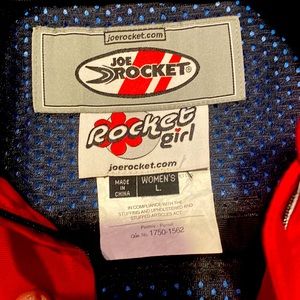 joerocket.com
JOE
ROCKET®
Rocket
girl
joerocket.com
MADE IN
CHINA
WOMEN'S
L
IN COMPLIANCE WITH THE
STUFFING AND UPHOLSTERED AND
STUFFED ARTICLES ACT.
1750-1562